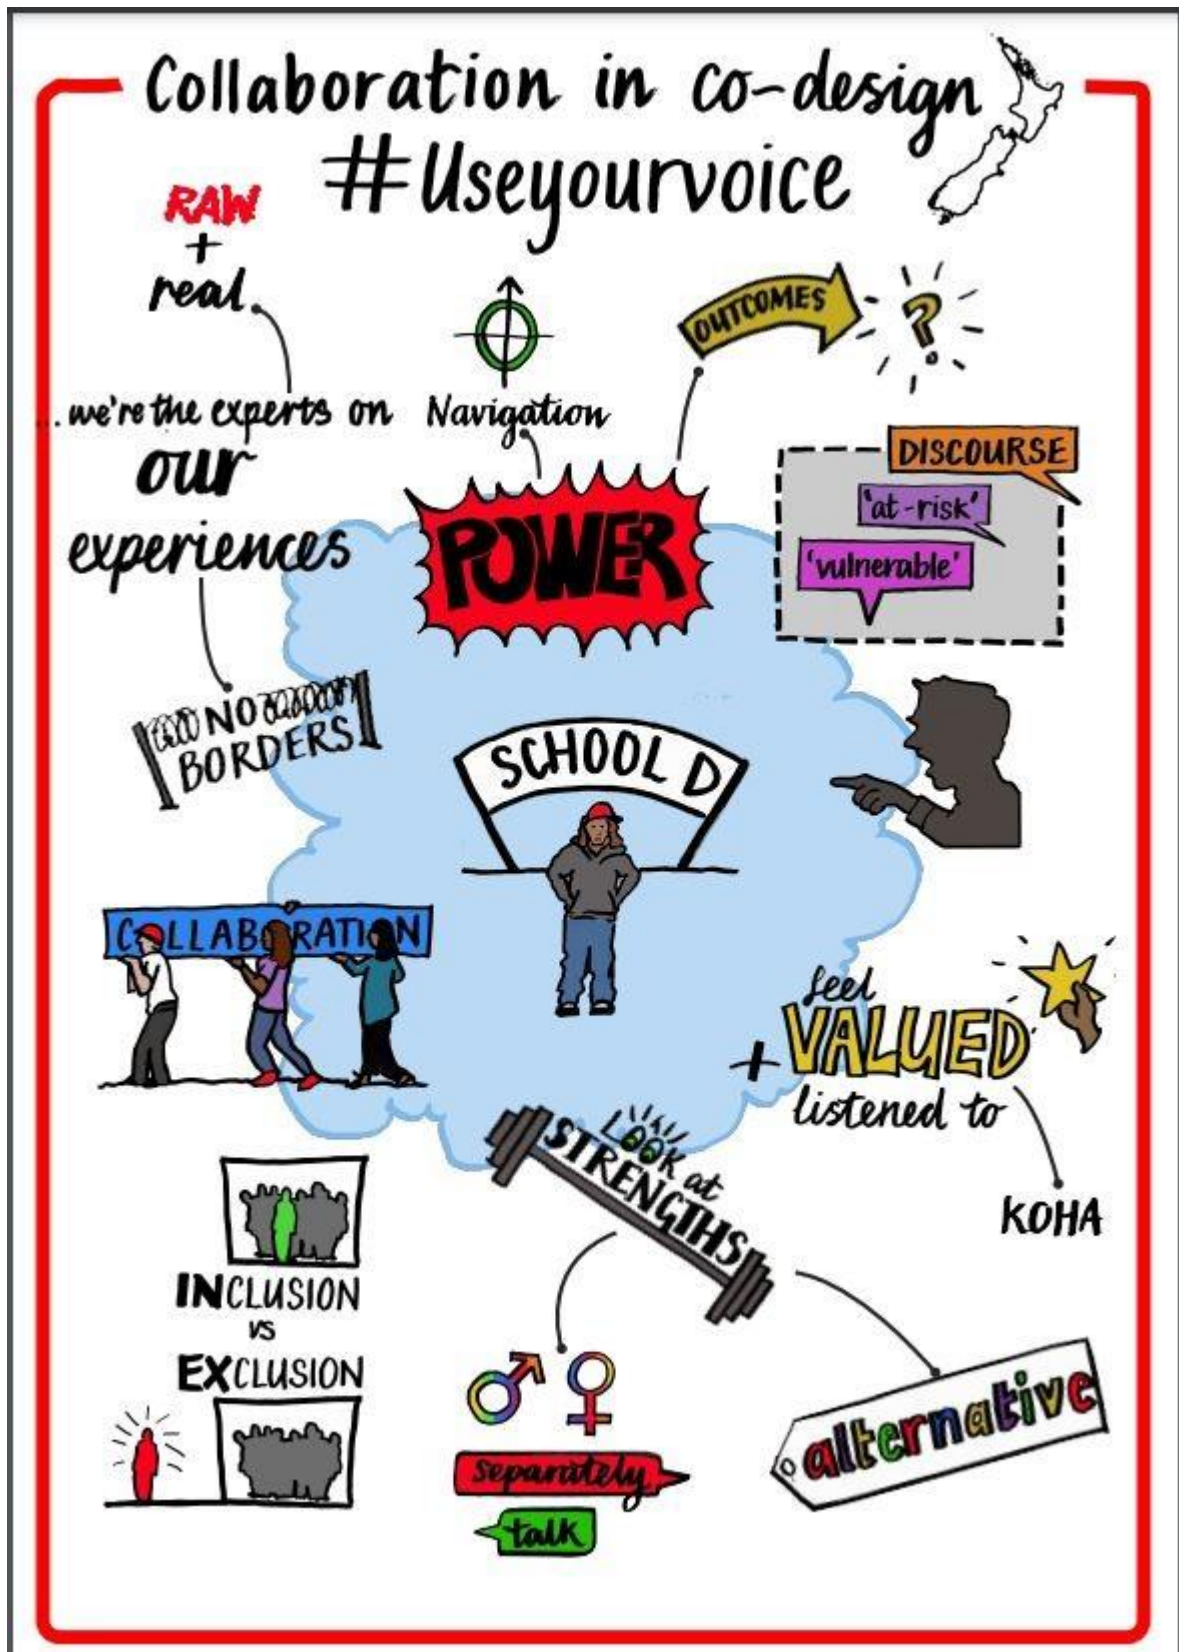 Collaboration in co-design
#Useyourvoice
RAW
+
real
...we're the experts on
our
experiences
Navigation
OUTCOMES
?
POWER
DISCOURSE
'at-risk'
'vulnerable'
NO
BORDERS
SCHOOL D
COLLABORATION
feel
+ VALUED
listened to
KOHA
LOOK at
STRENGTHS
INCLUSION
vs
EXCLUSION
separately
talk
alternative